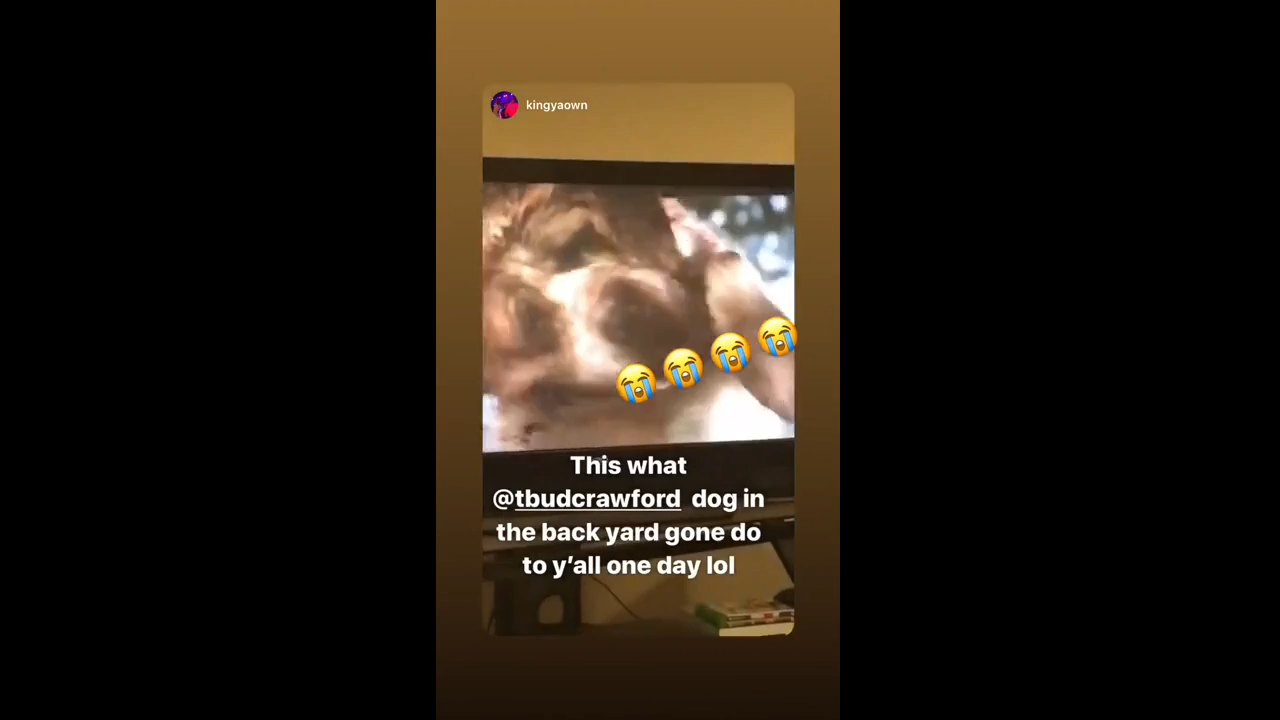 kingyaown
😭😭😭😭
This what
@tbudcrawford dog in
the back yard gone do
to y’all one day lol